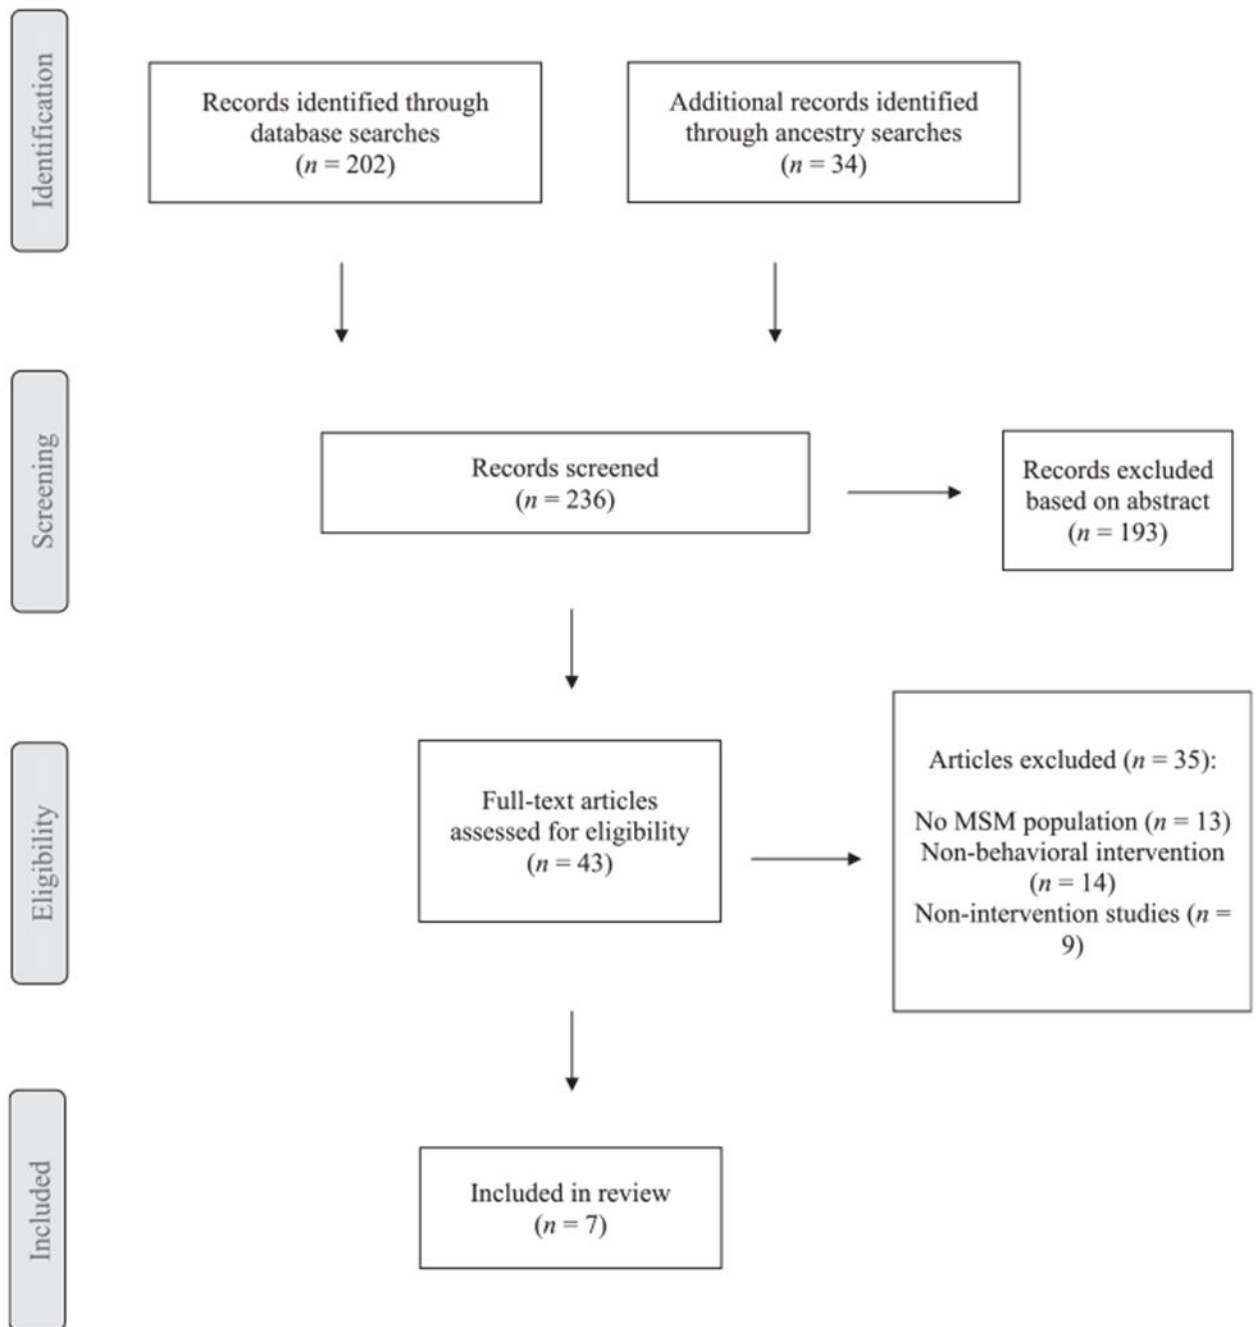 Identification
Records identified through
database searches
(n = 202)
Additional records identified
through ancestry searches
(n = 34)
Screening
Records screened
(n = 236)
Records excluded
based on abstract
(n = 193)
Eligibility
Full-text articles
assessed for eligibility
(n = 43)
Articles excluded (n = 35):
No MSM population (n = 13)
Non-behavioral intervention
(n = 14)
Non-intervention studies (n =
9)
Included
Included in review
(n = 7)